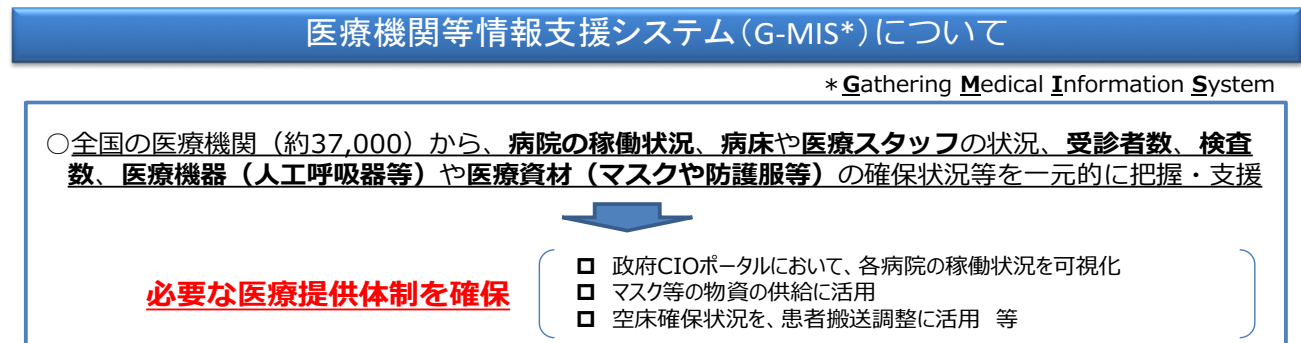 医療機関等情報支援システム（G-MIS*）について
＊Gathering Medical Information System
○全国の医療機関（約37,000）から、病院の稼働状況、病床や医療スタッフの状況、受診者数、検査
数、医療機器（人工呼吸器等）や医療資材（マスクや防護服等）の確保状況等を一元的に把握・支援
必要な医療提供体制を確保
政府CIOポータルにおいて、各病院の稼働状況を可視化
マスク等の物資の供給に活用
空床確保状況を、患者搬送調整に活用 等